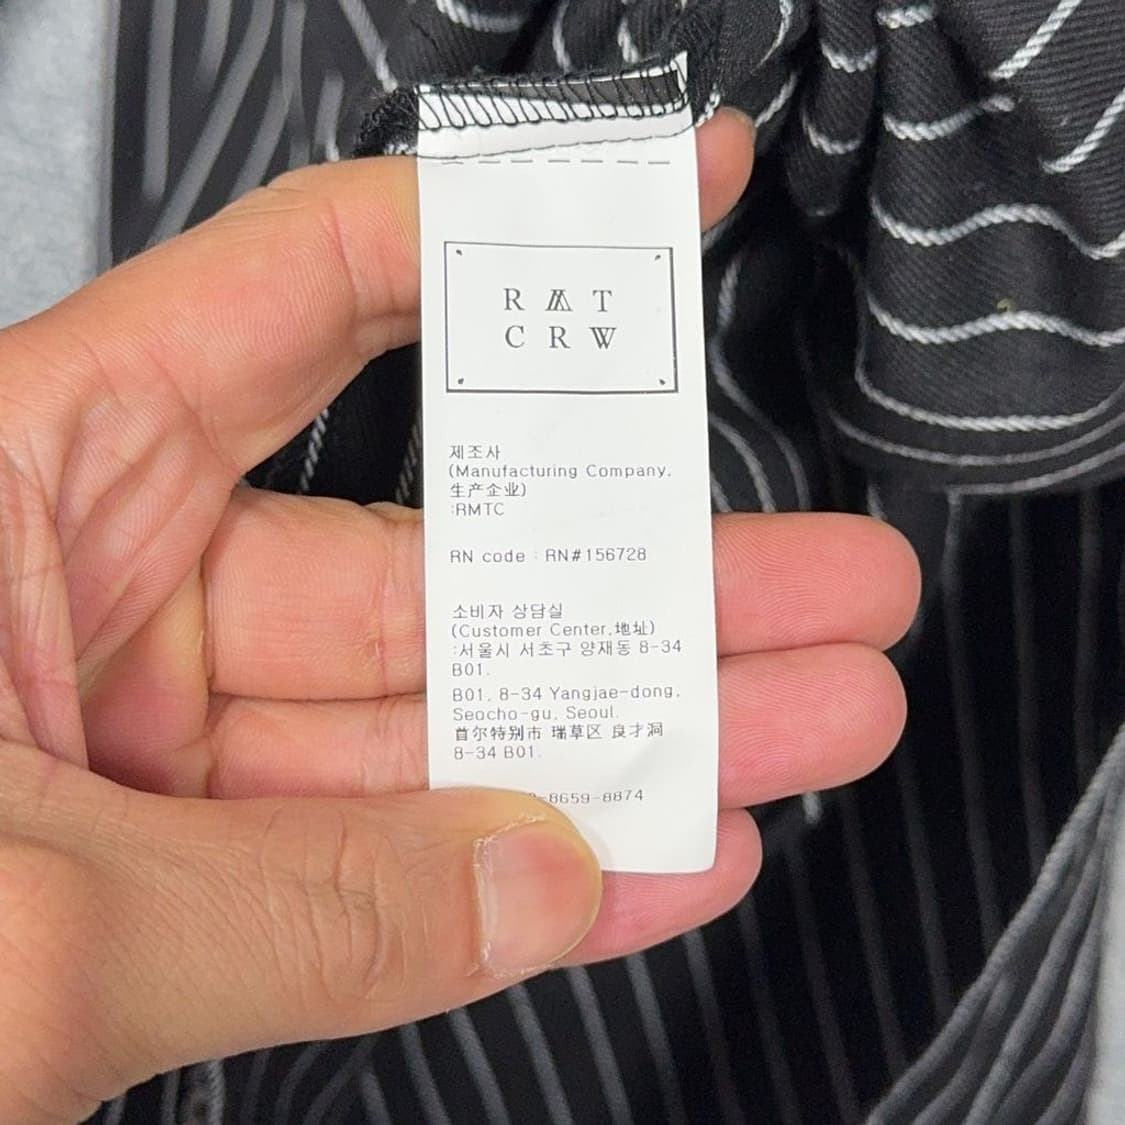 R M T
C R W
제조사
(Manufacturing Company,
生产企业)
:RMTC
RN code : RN#156728
소비자 상담실
(Customer Center,地址)
:서울시 서초구 양재동 8-34
B01.
B01, 8-34 Yangjae-dong,
Seocho-gu, Seoul.
首尔特别市 瑞草区 良才洞
8-34 B01.
-8659-8874